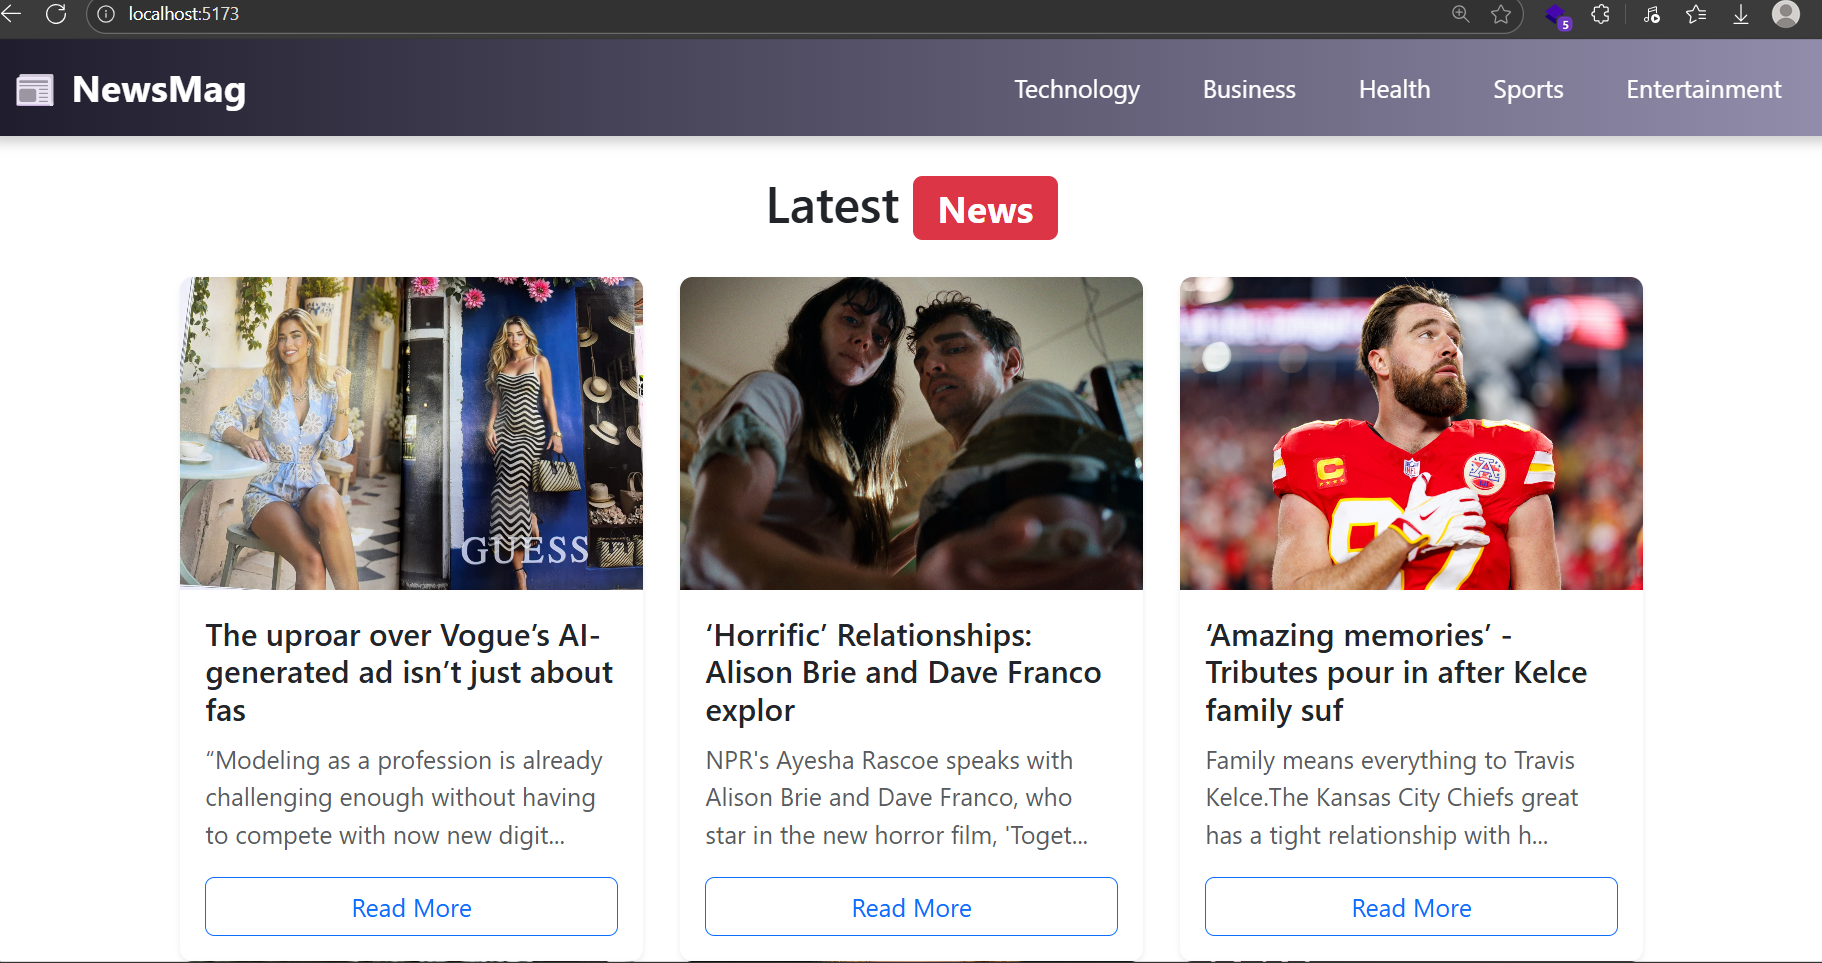 localhost:5173
5
NewsMag
Technology Business Health Sports Entertainment
Latest News
GUESS
The uproar over Vogue’s AI-
generated ad isn’t just about
fas
“Modeling as a profession is already
challenging enough without having
to compete with now new digit...
Read More
‘Horrific’ Relationships:
Alison Brie and Dave Franco
explor
NPR's Ayesha Rascoe speaks with
Alison Brie and Dave Franco, who
star in the new horror film, 'Toget...
Read More
C
NFL
87
‘Amazing memories’ -
Tributes pour in after Kelce
family suf
Family means everything to Travis
Kelce.The Kansas City Chiefs great
has a tight relationship with h...
Read More